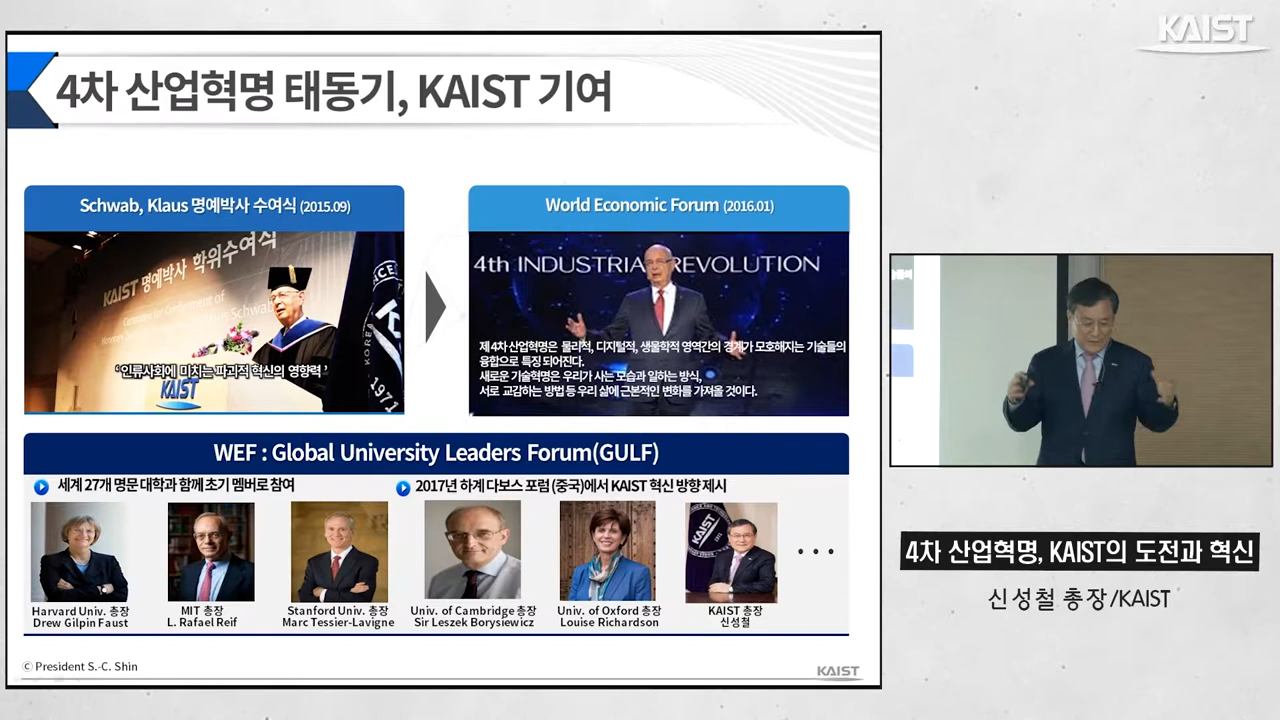 KAIST
4차 산업혁명 태동기, KAIST 기여
Schwab, Klaus 명예박사 수여식 (2015.09)
KAIST 명예박사 학위수여식
Ceremony for Conferment of
“인류사회에 미치는 파괴적 혁신의 영향력”
KAIST
1971
World Economic Forum (2016.01)
4th INDUSTRIAL REVOLUTION
제 4차 산업혁명은 물리적, 디지털적, 생물학적 영역간의 경계가 모호해지는 기술들의
융합으로 특징 되어진다.
새로운 기술혁명은 우리가 사는 모습과 일하는 방식,
서로 교감하는 방법 등 우리 삶에 근본적인 변화를 가져올 것이다.
WEF : Global University Leaders Forum(GULF)
세계 27개 명문 대학과 함께 초기 멤버로 참여
2017년 하계 다보스 포럼 (중국)에서 KAIST 혁신 방향 제시
KAIST
• • •
Harvard Univ. 총장
Drew Gilpin Faust
MIT 총장
L. Rafael Reif
Stanford Univ. 총장
Marc Tessier-Lavigne
Univ. of Cambridge 총장
Sir Leszek Borysiewicz
Univ. of Oxford 총장
Louise Richardson
KAIST 총장
신성철
© President S.-C. Shin
KAIST
4차 산업혁명, KAIST의 도전과 혁신
신성철 총장/KAIST